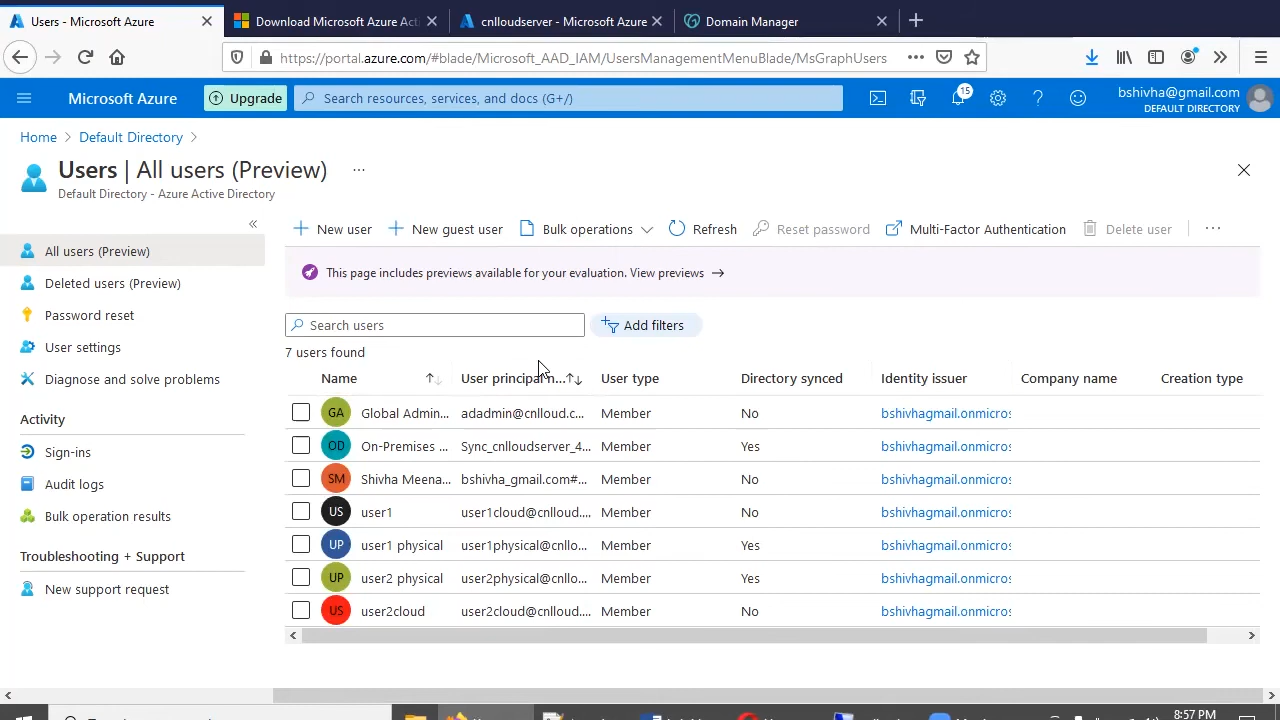 Users - Microsoft Azure
Download Microsoft Azure Acti
cnlloudserver - Microsoft Azure
Domain Manager
https://portal.azure.com/#blade/Microsoft_AAD_IAM/UsersManagementMenuBlade/MsGraphUsers
Microsoft Azure
Upgrade
Search resources, services, and docs (G+/)
15
bshivha@gmail.com
DEFAULT DIRECTORY
Home > Default Directory >
Users | All users (Preview) ...
Default Directory - Azure Active Directory
New user
New guest user
Bulk operations
Refresh
Reset password
Multi-Factor Authentication
Delete user
All users (Preview)
Deleted users (Preview)
Password reset
User settings
Diagnose and solve problems
Activity
Sign-ins
Audit logs
Bulk operation results
Troubleshooting + Support
New support request
This page includes previews available for your evaluation. View previews →
Search users
Add filters
7 users found
Name User principal n... User type Directory synced Identity issuer Company name Creation type
GA Global Admin... adadmin@cnlloud.c... Member No bshivhagmail.onmicros
OD On-Premises ... Sync_cnlloudserver_4... Member Yes bshivhagmail.onmicros
SM Shivha Meena... bshivha_gmail.com#... Member No bshivhagmail.onmicros
US user1 user1cloud@cnlloud.... Member No bshivhagmail.onmicros
UP user1 physical user1physical@cnllo... Member Yes bshivhagmail.onmicros
UP user2 physical user2physical@cnllo... Member Yes bshivhagmail.onmicros
US user2cloud user2cloud@cnlloud.... Member No bshivhagmail.onmicros
8:57 PM